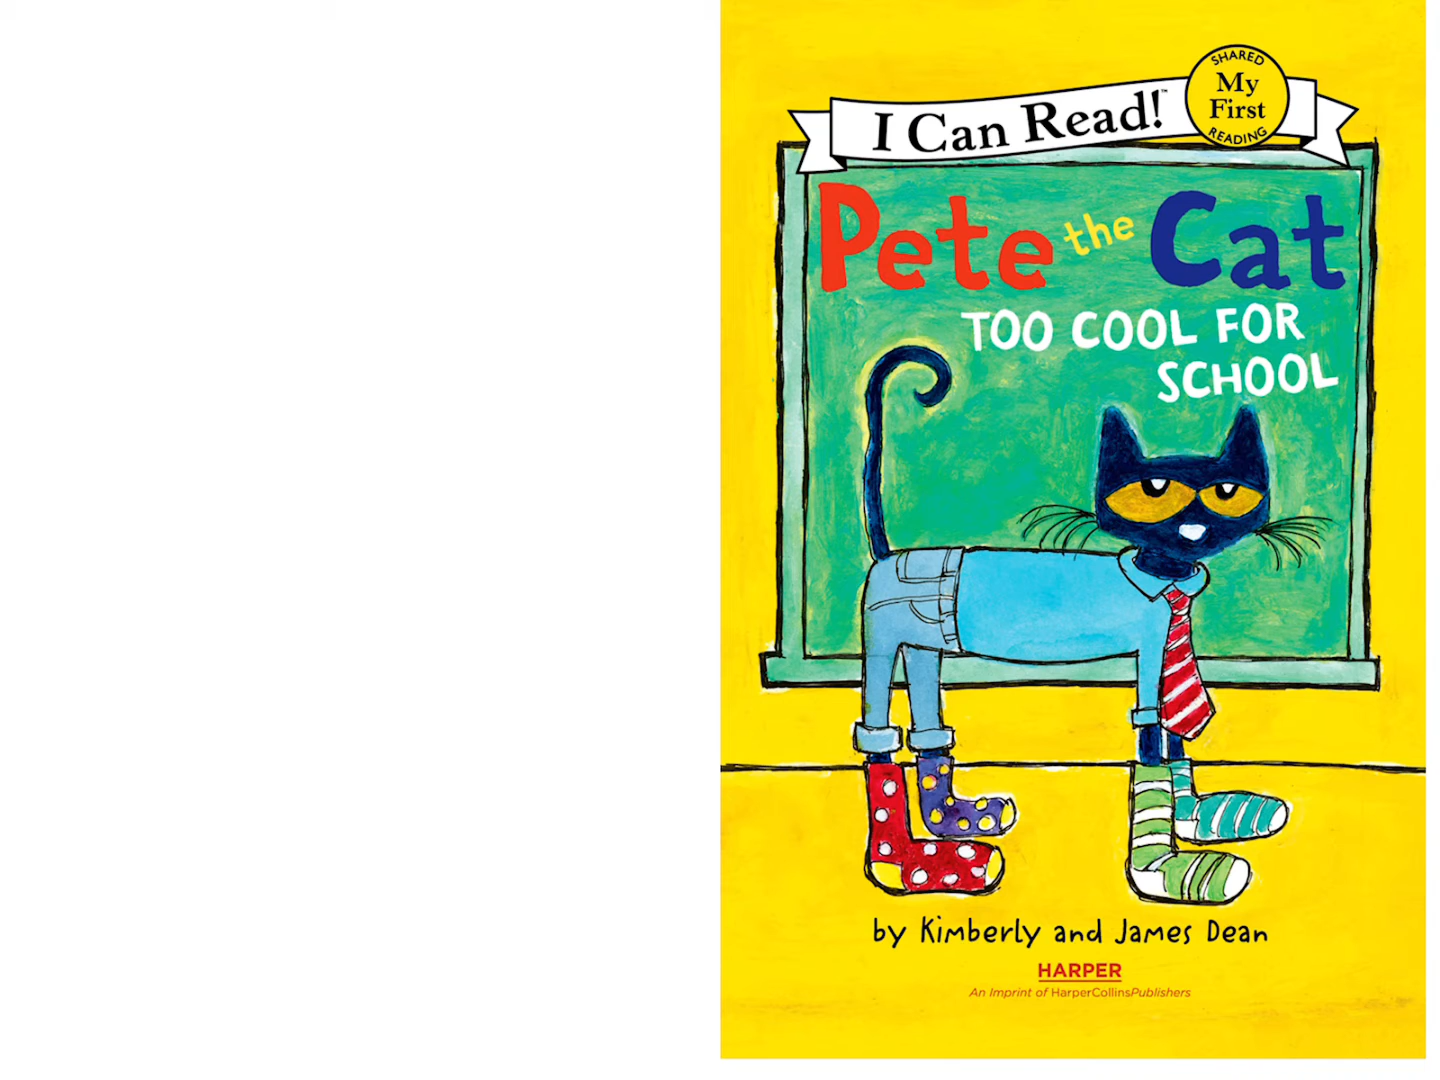 I Can Read!™
SHARED
My
First
READING
Pete the Cat
TOO COOL FOR
SCHOOL
by Kimberly and James Dean
HARPER
An Imprint of HarperCollinsPublishers